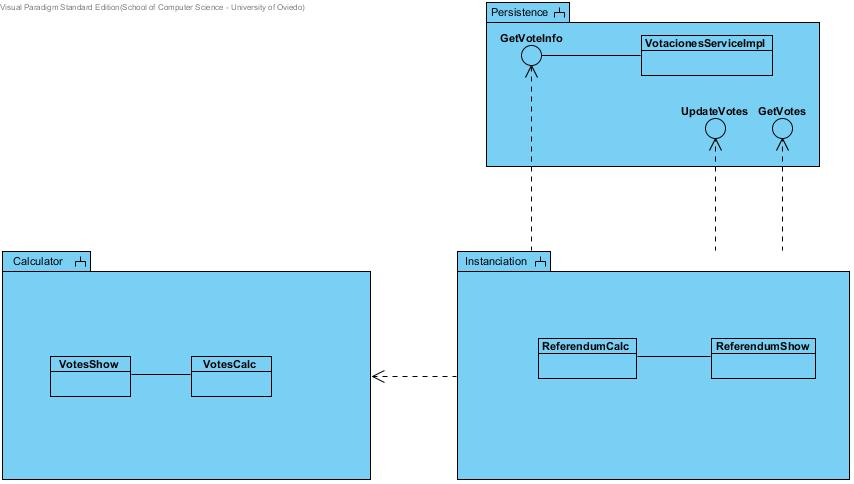 Visual Paradigm Standard Edition(School of Computer Science - University of Oviedo)
Persistence
GetVoteInfo
VotacionesServiceImpl
UpdateVotes
GetVotes
Calculator
Instanciation
VotesShow
VotesCalc
ReferendumCalc
ReferendumShow